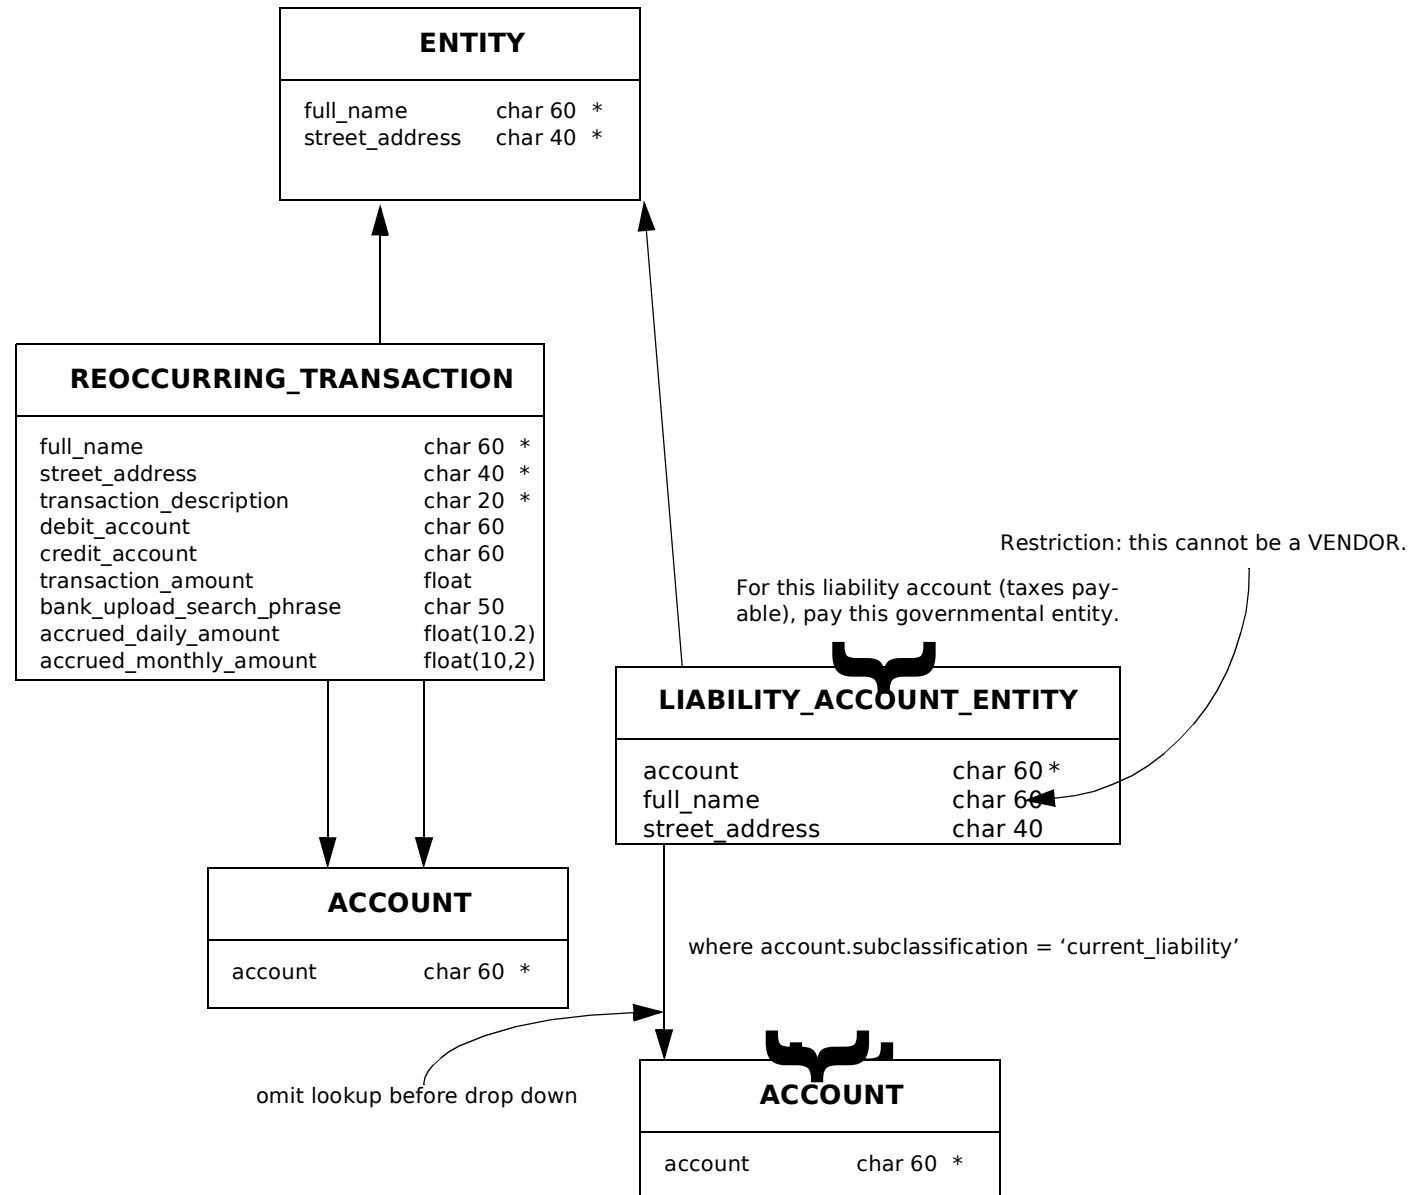 ENTITY
full_name char 60 *
street_address char 40 *
REOCCURRING_TRANSACTION
full_name char 60 *
street_address char 40 *
transaction_description char 20 *
debit_account char 60
credit_account char 60
transaction_amount float
bank_upload_search_phrase char 50
accrued_daily_amount float(10.2)
accrued_monthly_amount float(10,2)
Restriction: this cannot be a VENDOR.
For this liability account (taxes pay-
able), pay this governmental entity.
LIABILITY_ACCOUNT_ENTITY
account char 60 *
full_name char 60
street_address char 40
ACCOUNT
account char 60 *
where account.subclassification = ‘current_liability’
omit lookup before drop down
ACCOUNT
account char 60 *